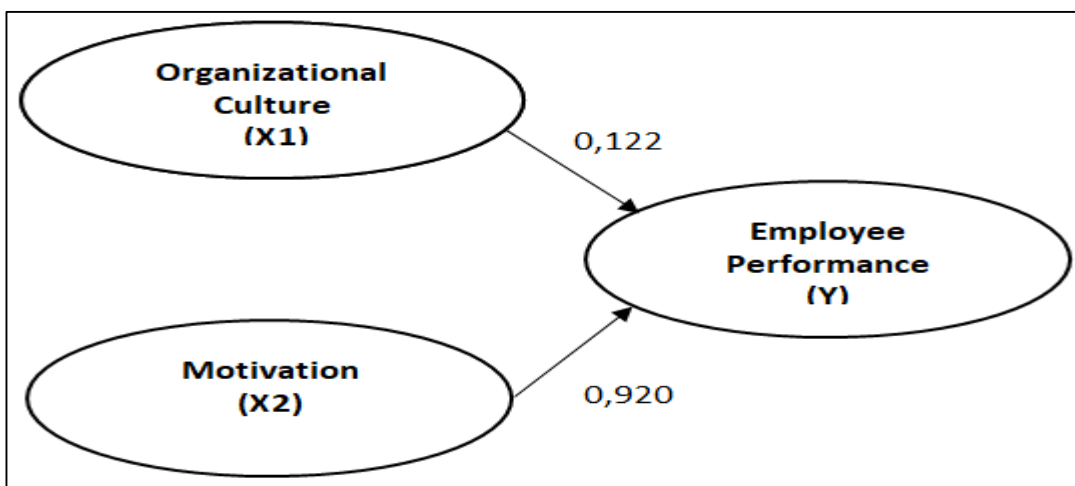 Organizational
Culture
(X1)
0,122
Employee
Performance
(Y)
Motivation
(X2)
0,920